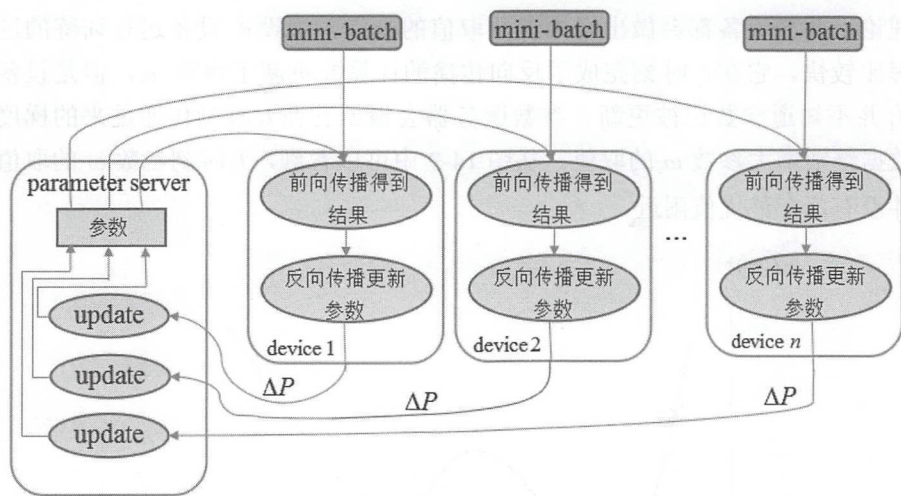 mini-batch
mini-batch
mini-batch
parameter server
参数
前向传播得到
结果
前向传播得到
结果
前向传播得到
结果
...
反向传播更新
参数
反向传播更新
参数
反向传播更新
参数
device 1
device 2
device n
update
update
update
ΔP
ΔP
ΔP